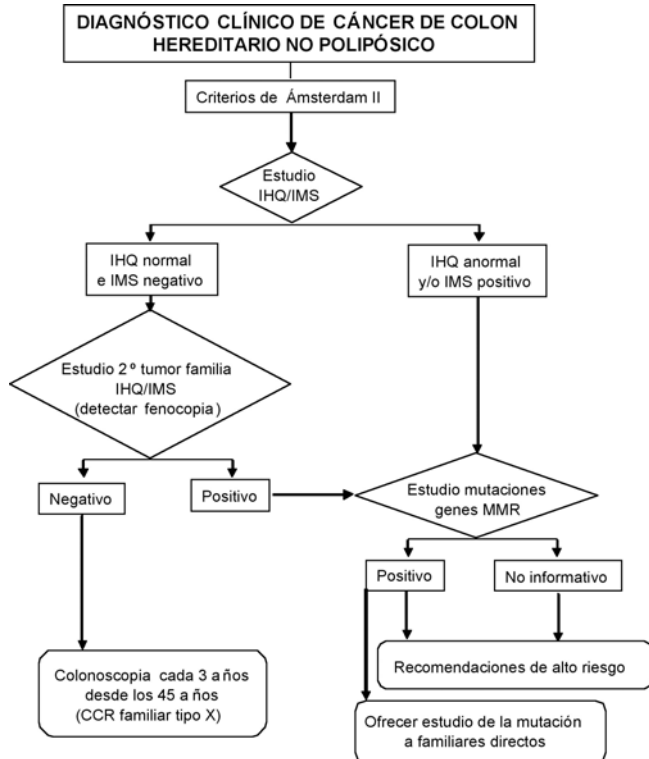 DIAGNÓSTICO CLÍNICO DE CÁNCER DE COLON
HEREDITARIO NO POLIPÓSICO
Criterios de Ámsterdam II
Estudio
IHQ/IMS
IHQ normal
e IMS negativo
IHQ anormal
y/o IMS positivo
Estudio 2º tumor familia
IHQ/IMS
(detectar fenocopia)
Negativo
Positivo
Estudio mutaciones
genes MMR
Positivo
No informativo
Colonoscopia cada 3 años
desde los 45 años
(CCR familiar tipo X)
Recomendaciones de alto riesgo
Ofrecer estudio de la mutación
a familiares directos